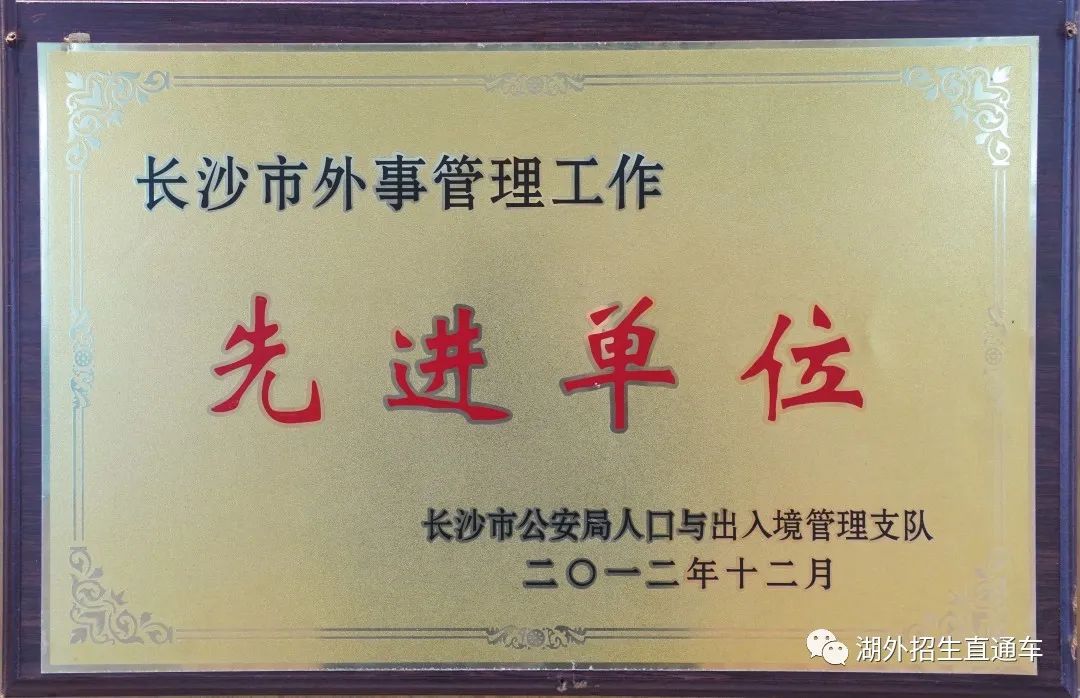 长沙市外事管理工作
先进单位
长沙市公安局人口与出入境管理支队
二〇一二年十二月
湖外招生直通车